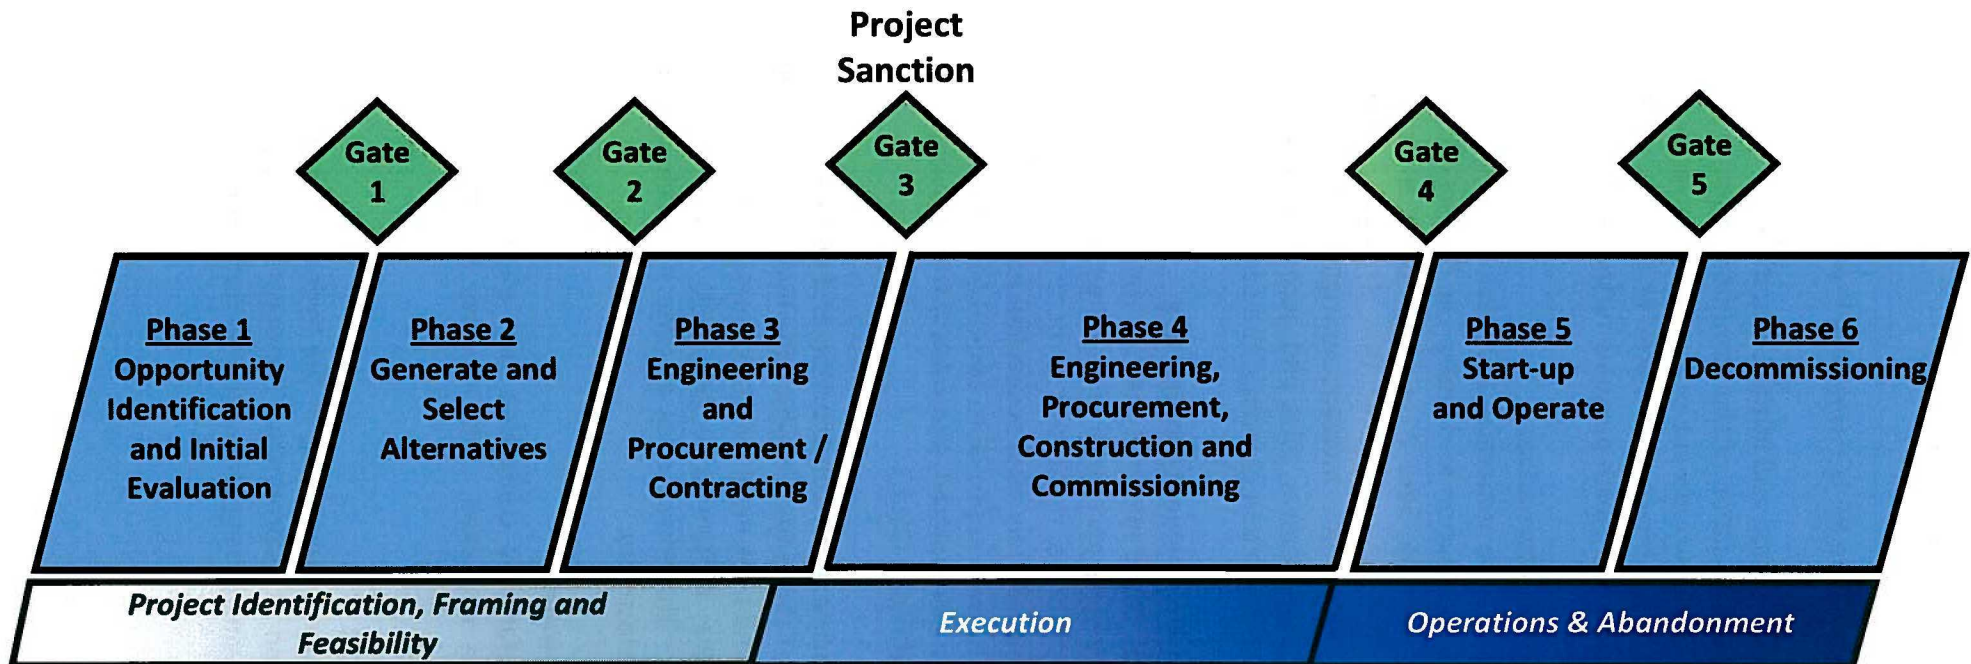 Project
Sanction
Gate
1
Gate
2
Gate
3
Gate
4
Gate
5
Phase 1
Opportunity
Identification
and Initial
Evaluation
Phase 2
Generate and
Select
Alternatives
Phase 3
Engineering
and
Procurement /
Contracting
Phase 4
Engineering,
Procurement,
Construction and
Commissioning
Phase 5
Start-up
and Operate
Phase 6
Decommissioning
Project Identification, Framing and
Feasibility
Execution
Operations & Abandonment